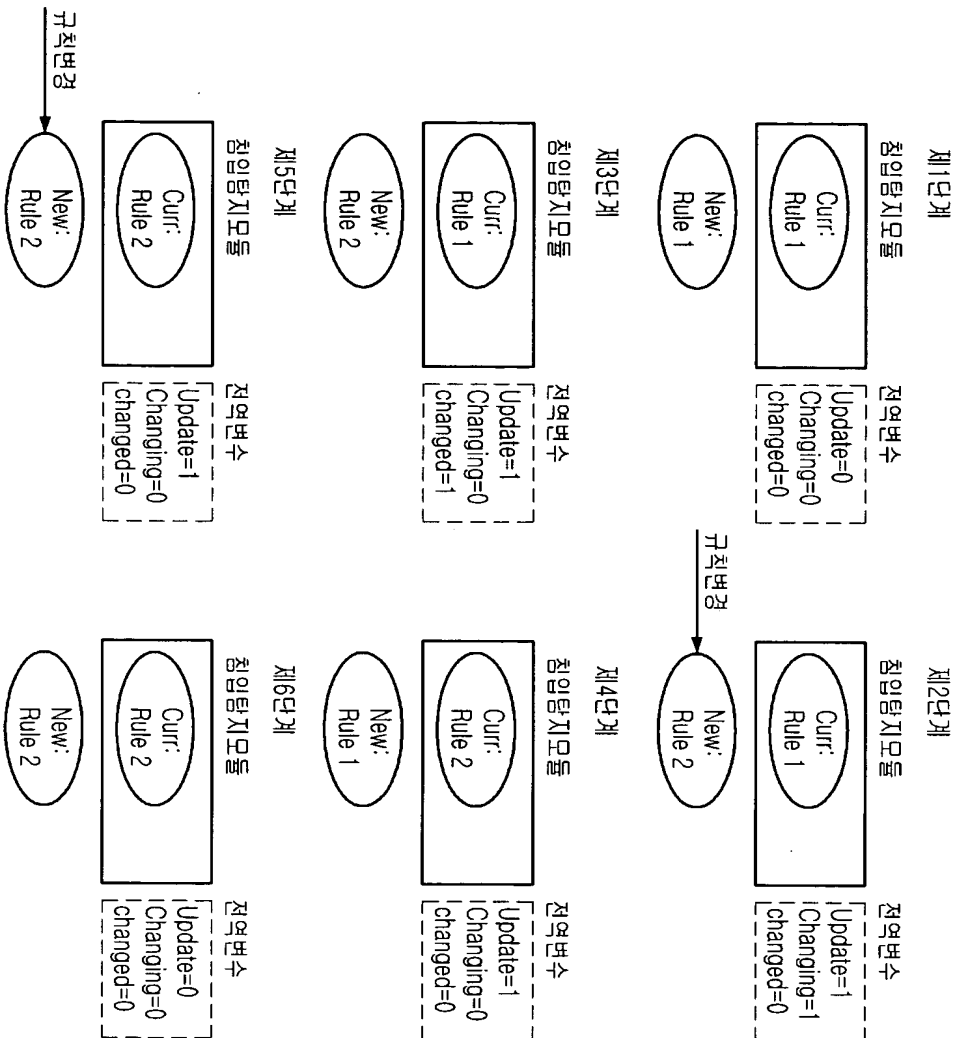 제1단계
침입탐지모듈
Curr:
Rule 1
New:
Rule 1
전역변수
Update=0
Changing=0
changed=0
제2단계
침입탐지모듈
규칙변경
Curr:
Rule 1
New:
Rule 2
전역변수
Update=1
Changing=1
changed=0
제3단계
침입탐지모듈
Curr:
Rule 1
New:
Rule 2
전역변수
Update=1
Changing=0
changed=1
제4단계
침입탐지모듈
Curr:
Rule 2
New:
Rule 1
전역변수
Update=1
Changing=0
changed=0
제5단계
침입탐지모듈
규칙변경
Curr:
Rule 2
New:
Rule 2
전역변수
Update=1
Changing=0
changed=0
제6단계
침입탐지모듈
Curr:
Rule 2
New:
Rule 2
전역변수
Update=0
Changing=0
changed=0